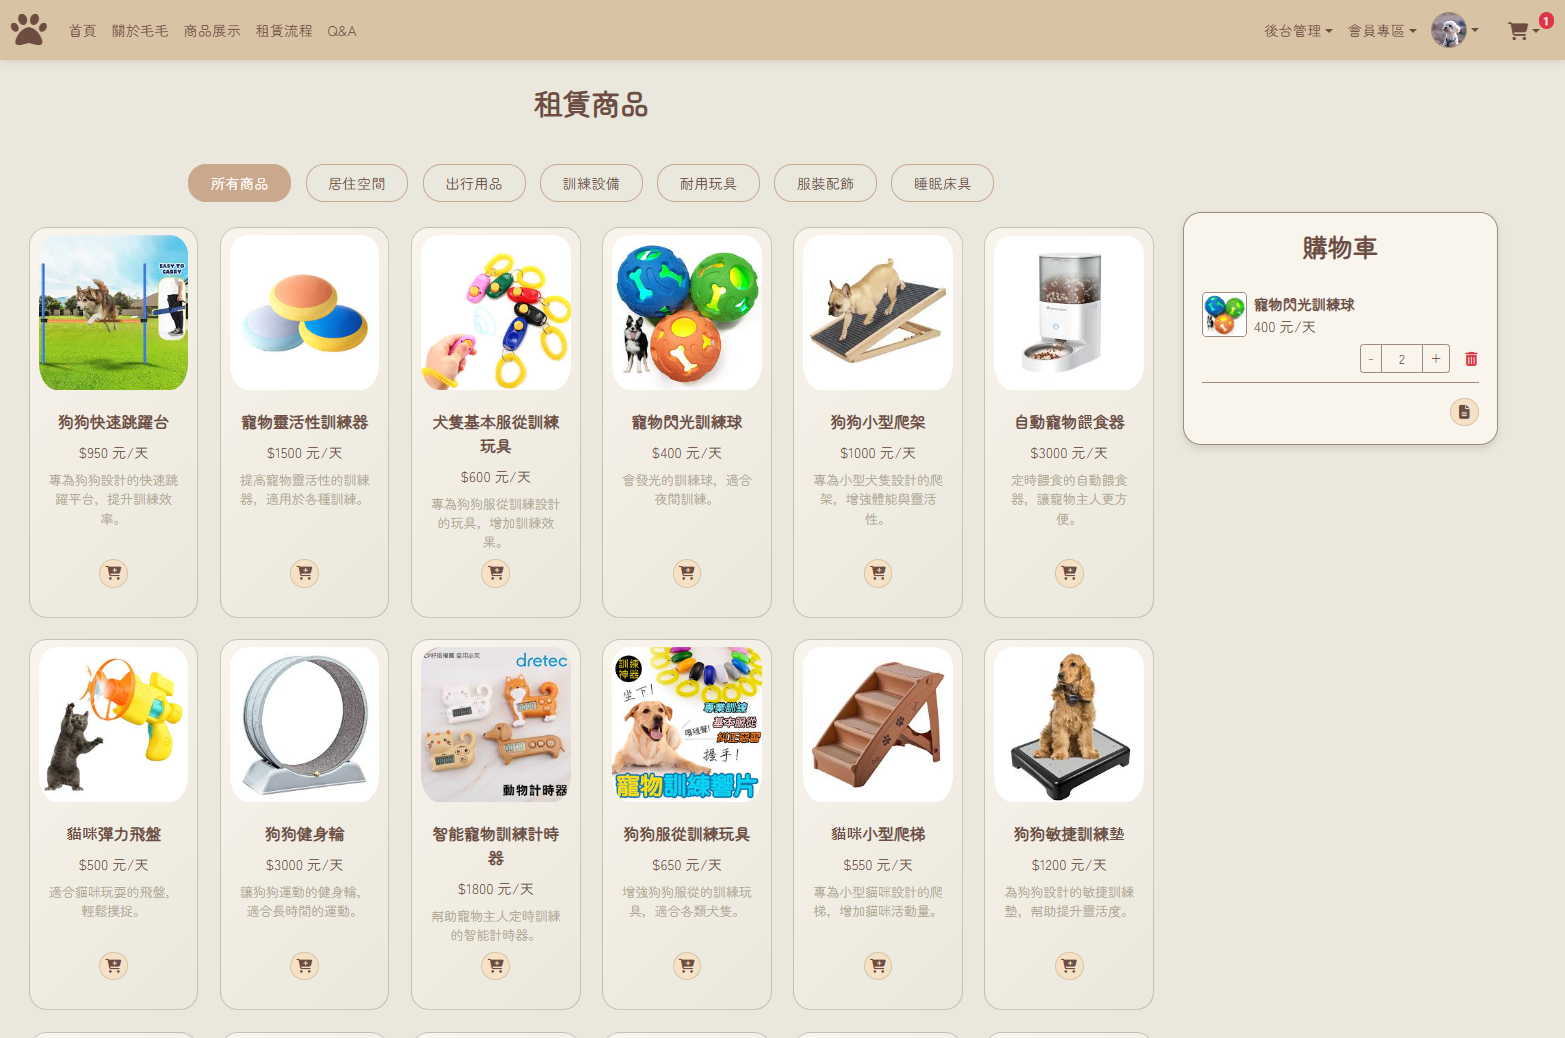 首頁 關於毛毛 商品展示 租賃流程 Q&A 後台管理 會員專區 1
租賃商品
所有商品 居住空間 出行用品 訓練設備 耐用玩具 服裝配飾 睡眠床具
EASY TO
CARRY
狗狗快速跳躍台
$950 元/天
專為狗狗設計的快速跳
躍平台，提升訓練效
率。
寵物靈活性訓練器
$1500 元/天
提高寵物靈活性的訓練
器，適用於各種訓練。
犬隻基本服從訓練
玩具
$600 元/天
專為狗狗服從訓練設計
的玩具，增加訓練效
果。
寵物閃光訓練球
$400 元/天
會發光的訓練球，適合
夜間訓練。
狗狗小型爬架
$1000 元/天
專為小型犬隻設計的爬
架，增強體能與靈活
性。
自動寵物餵食器
$3000 元/天
定時餵食的自動餵食
器，讓寵物主人更方
便。
購物車
寵物閃光訓練球
400 元/天
- 2 +
貓咪彈力飛盤
$500 元/天
適合貓咪玩耍的飛盤，
輕鬆撲捉。
狗狗健身輪
$3000 元/天
讓狗狗運動的健身輪，
適合長時間的運動。
dretec
動物計時器
智能寵物訓練計時
器
$1800 元/天
幫助寵物主人定時訓練
的智能計時器。
訓練
神器
坐下!
專業訓練
基本服從
糾正惡習
握手!
寵物訓練響片
狗狗服從訓練玩具
$650 元/天
增強狗狗服從的訓練玩
具，適合各類犬隻。
貓咪小型爬梯
$550 元/天
專為小型貓咪設計的爬
梯，增加貓咪活動量。
狗狗敏捷訓練墊
$1200 元/天
為狗狗設計的敏捷訓練
墊，幫助提升靈活度。